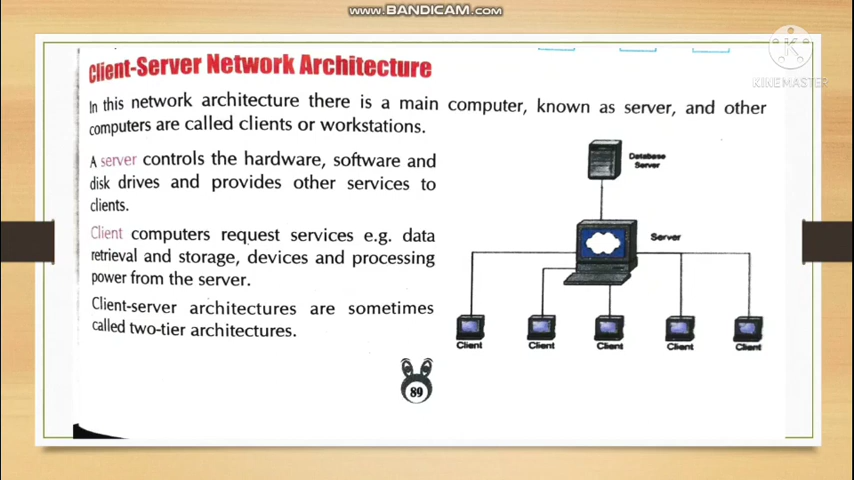 www.BANDICAM.com
KINEMASTER
Client-Server Network Architecture
In this network architecture there is a main computer, known as server, and other
computers are called clients or workstations.
A server controls the hardware, software and
disk drives and provides other services to
clients.
Client computers request services e.g. data
retrieval and storage, devices and processing
power from the server.
Client-server architectures are sometimes
called two-tier architectures.
Database
Server
Server
Client
Client
Client
Client
Client
89